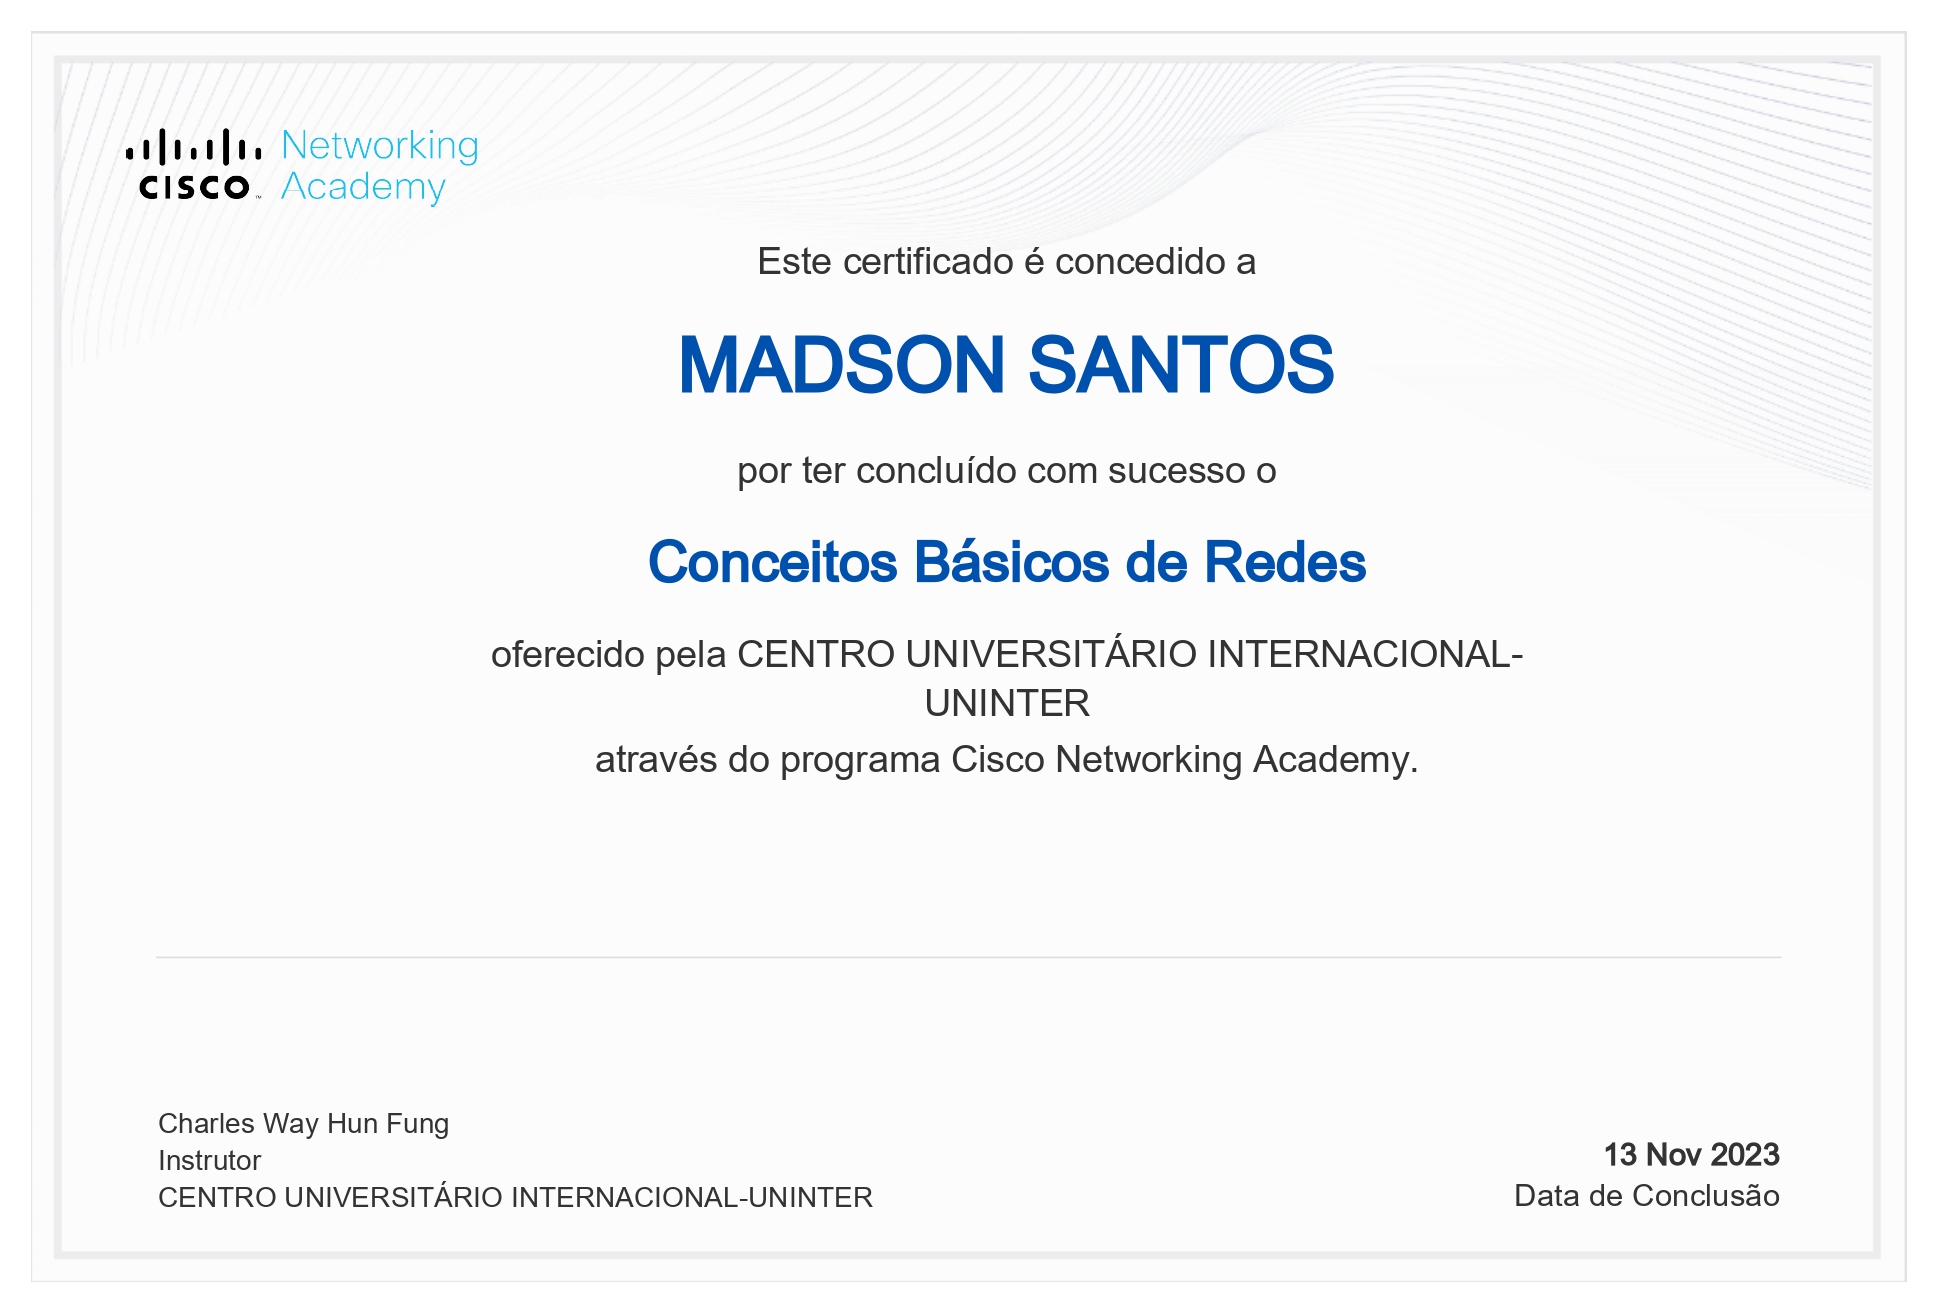 Networking
cisco™ Academy
Este certificado é concedido a
MADSON SANTOS
por ter concluído com sucesso o
Conceitos Básicos de Redes
oferecido pela CENTRO UNIVERSITÁRIO INTERNACIONAL-
UNINTER
através do programa Cisco Networking Academy.
Charles Way Hun Fung
Instrutor
CENTRO UNIVERSITÁRIO INTERNACIONAL-UNINTER
13 Nov 2023
Data de Conclusão